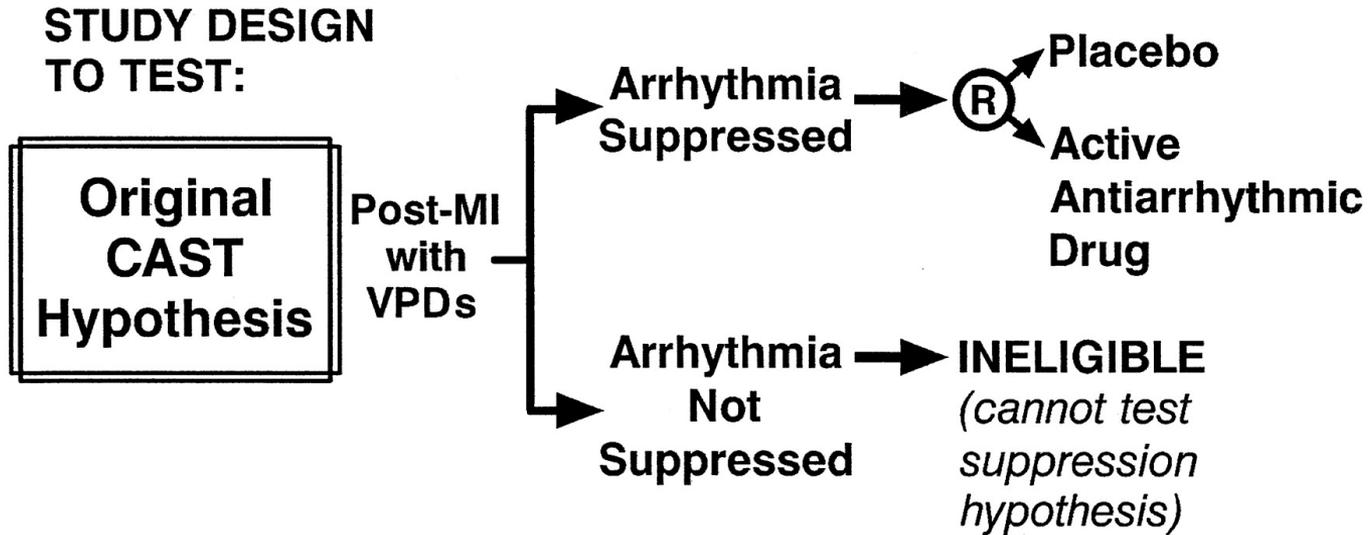 STUDY DESIGN
TO TEST:
Original
CAST
Hypothesis
Post-MI
with
VPDs
Arrhythmia
Suppressed
R
Placebo
Active
Antiarrhythmic
Drug
Arrhythmia
Not
Suppressed
INELIGIBLE
(cannot test
suppression
hypothesis)